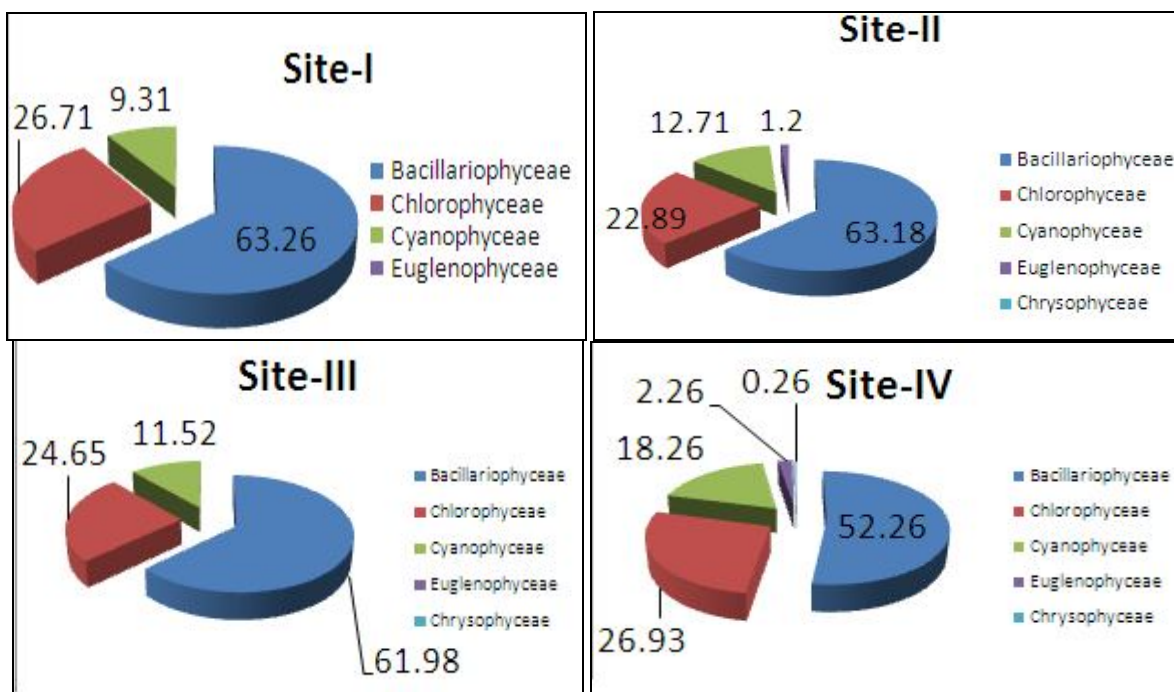 Site-I
9.31
26.71
63.26
Bacillariophyceae
Chlorophyceae
Cyanophyceae
Euglenophyceae
Site-II
12.71 1.2
22.89
63.18
Bacillariophyceae
Chlorophyceae
Cyanophyceae
Euglenophyceae
Chrysophyceae
Site-III
11.52
24.65
61.98
Bacillariophyceae
Chlorophyceae
Cyanophyceae
Euglenophyceae
Chrysophyceae
Site-IV
2.26 0.26
18.26
52.26
26.93
Bacillariophyceae
Chlorophyceae
Cyanophyceae
Euglenophyceae
Chrysophyceae